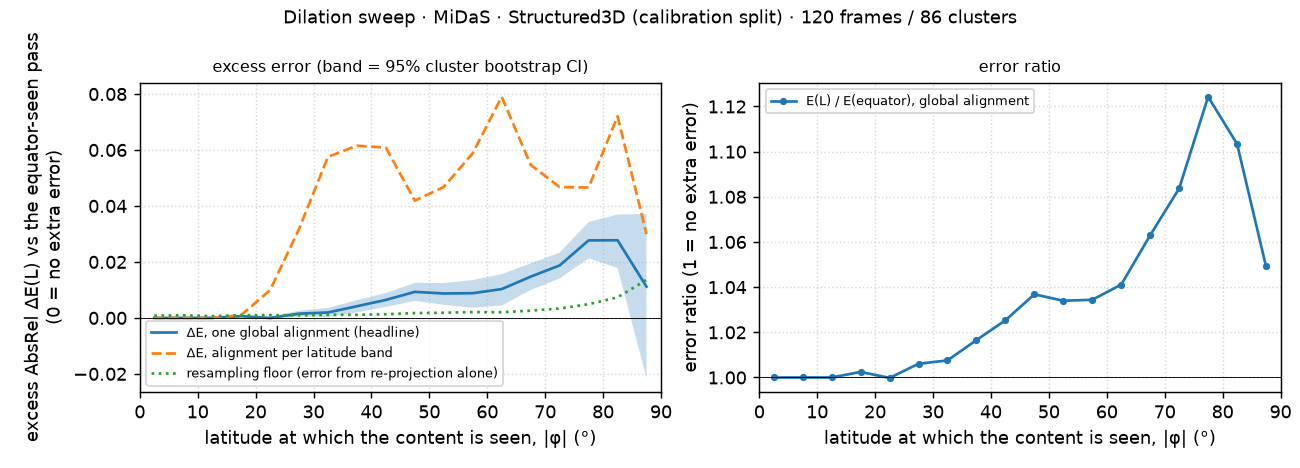 Dilation sweep · MiDaS · Structured3D (calibration split) · 120 frames / 86 clusters
excess error (band = 95% cluster bootstrap CI)
excess AbsRel ΔE(L) vs the equator-seen pass
(0 = no extra error)
0.08
0.06
0.04
0.02
0.00
−0.02
ΔE, one global alignment (headline)
ΔE, alignment per latitude band
resampling floor (error from re-projection alone)
0 10 20 30 40 50 60 70 80 90
latitude at which the content is seen, |φ| (°)
error ratio
error ratio (1 = no extra error)
1.12
1.10
1.08
1.06
1.04
1.02
1.00
E(L) / E(equator), global alignment
0 10 20 30 40 50 60 70 80 90
latitude at which the content is seen, |φ| (°)